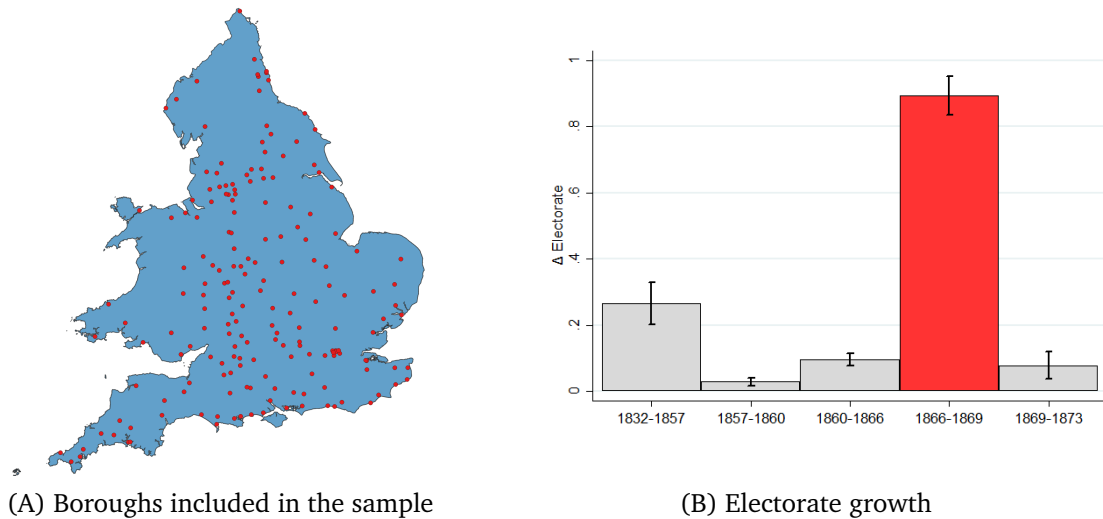 Δ Electorate
1
.8
.6
.4
.2
0
1832-1857 1857-1860 1860-1866 1866-1869 1869-1873
(A) Boroughs included in the sample
(B) Electorate growth